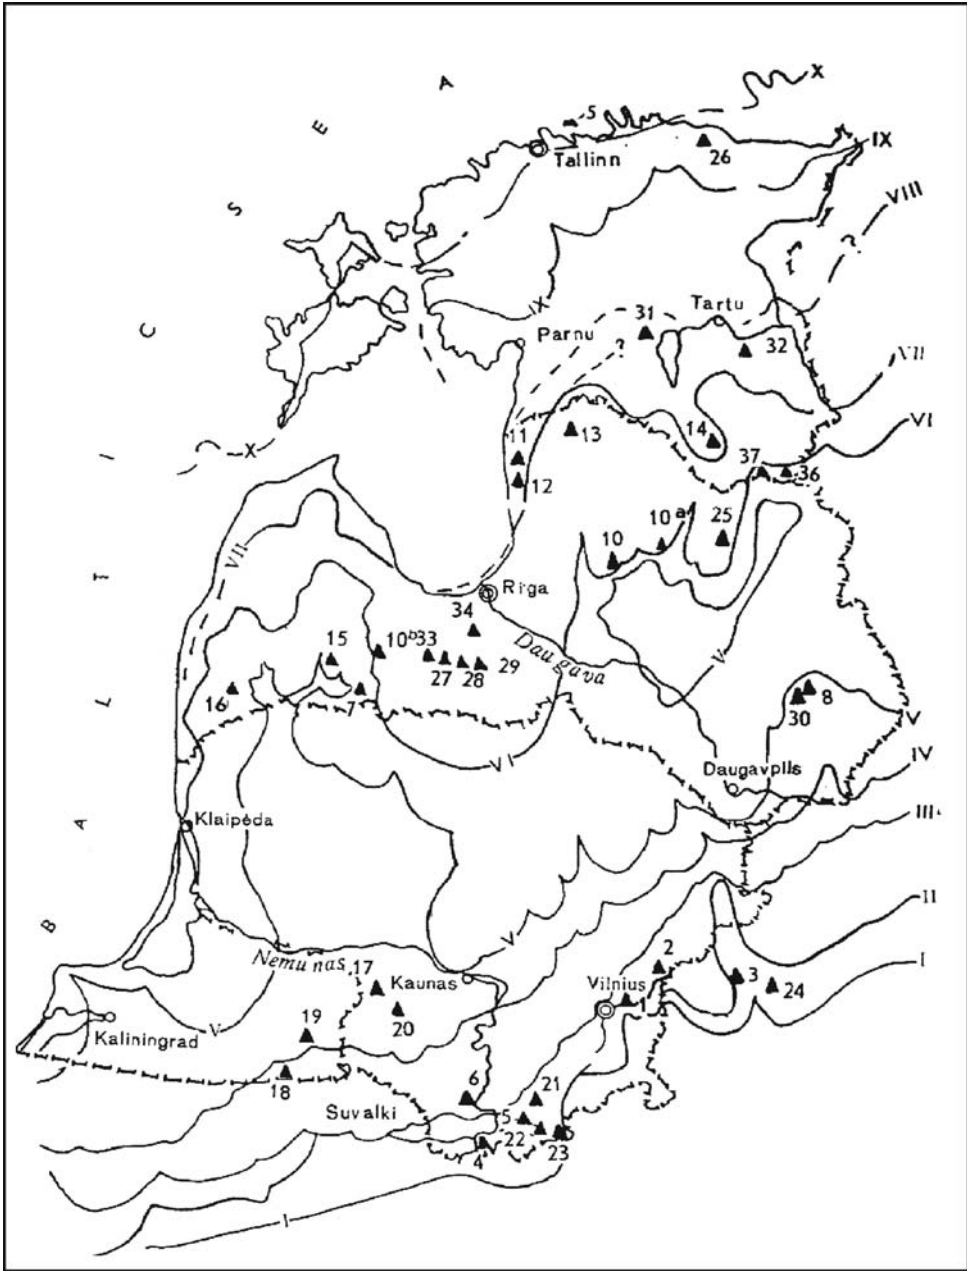 X
A
5
E
Tallinn
26
IX
S
VIII
?
IX
31
Tartu
C
Parnu
?
32
VII
X
11
13
14
VI
I
12
37
36
10
10a
25
VII
T
Riga
34
Daugava
V
15
10b
33
27
28
29
16
7
8
30
L
V
VI
Daugavpils
IV
A
Klaipėda
III
B
II
V
Nemunas
2
I
17
Kaunas
Vilnius
3
24
1
20
V
19
Kaliningrad
18
6
21
Suvalki
5
22
23
4
I